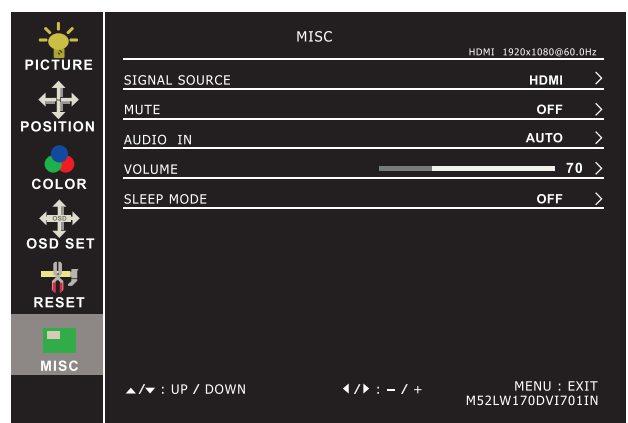 MISC
HDMI 1920x1080@60.0Hz
PICTURE
POSITION
COLOR
OSD
OSD SET
RESET
MISC
SIGNAL SOURCE HDMI >
MUTE OFF >
AUDIO IN AUTO >
VOLUME 70 >
SLEEP MODE OFF >
▲/▼ : UP / DOWN ◀/▶ : – / + MENU : EXIT
M52LW170DVI701IN